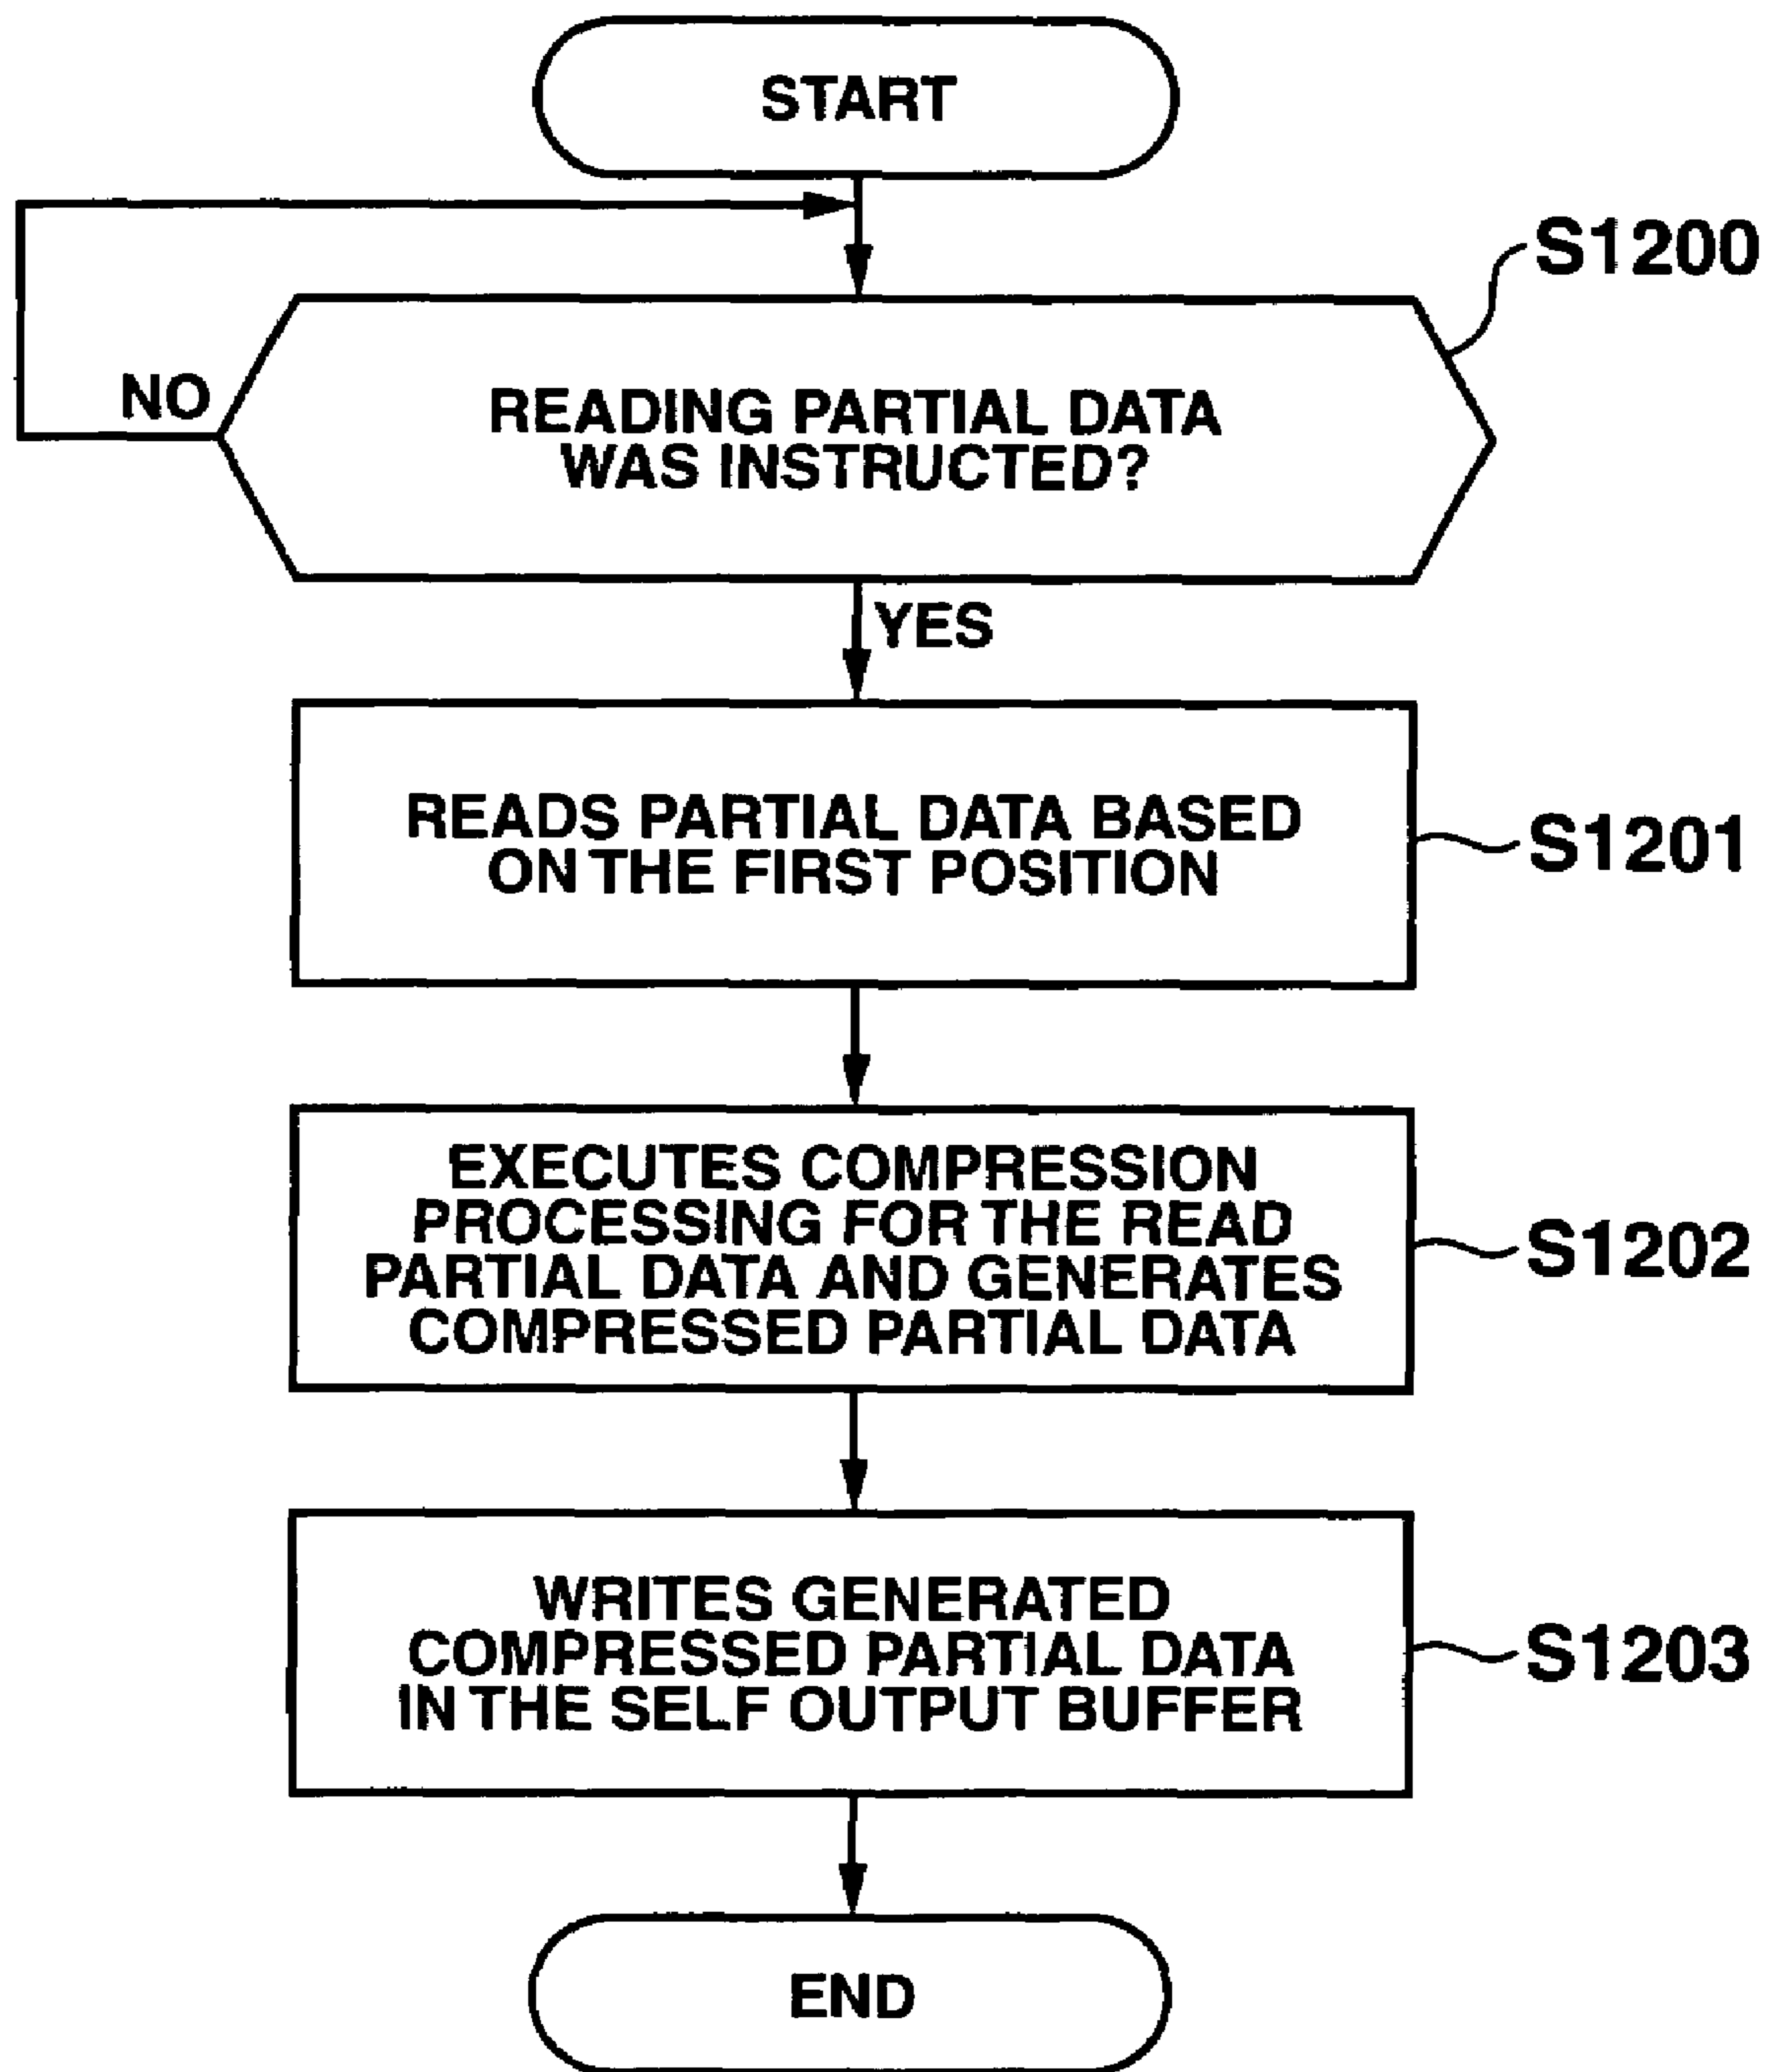 START
S1200
NO
READING PARTIAL DATA
WAS INSTRUCTED?
YES
READS PARTIAL DATA BASED
ON THE FIRST POSITION
S1201
EXECUTES COMPRESSION
PROCESSING FOR THE READ
PARTIAL DATA AND GENERATES
COMPRESSED PARTIAL DATA
S1202
WRITES GENERATED
COMPRESSED PARTIAL DATA
IN THE SELF OUTPUT BUFFER
S1203
END